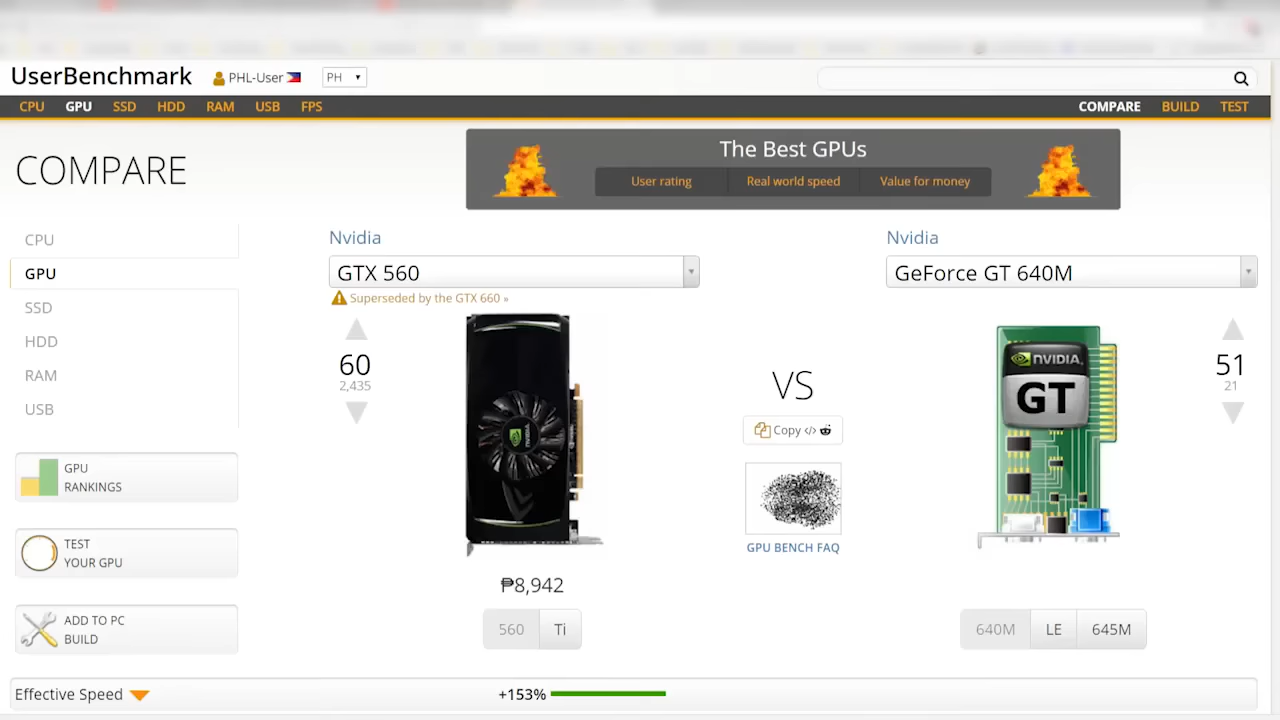 UserBenchmark PHL-User PH
CPU GPU SSD HDD RAM USB FPS COMPARE BUILD TEST
COMPARE
The Best GPUs
User rating Real world speed Value for money
CPU
GPU
SSD
HDD
RAM
USB
GPU
RANKINGS
TEST
YOUR GPU
ADD TO PC
BUILD
Nvidia
GTX 560
Superseded by the GTX 660 »
60
2,435
NVIDIA
₱8,942
560 Ti
VS
Copy </>
GPU BENCH FAQ
Nvidia
GeForce GT 640M
NVIDIA.
GT
51
21
640M LE 645M
Effective Speed +153%